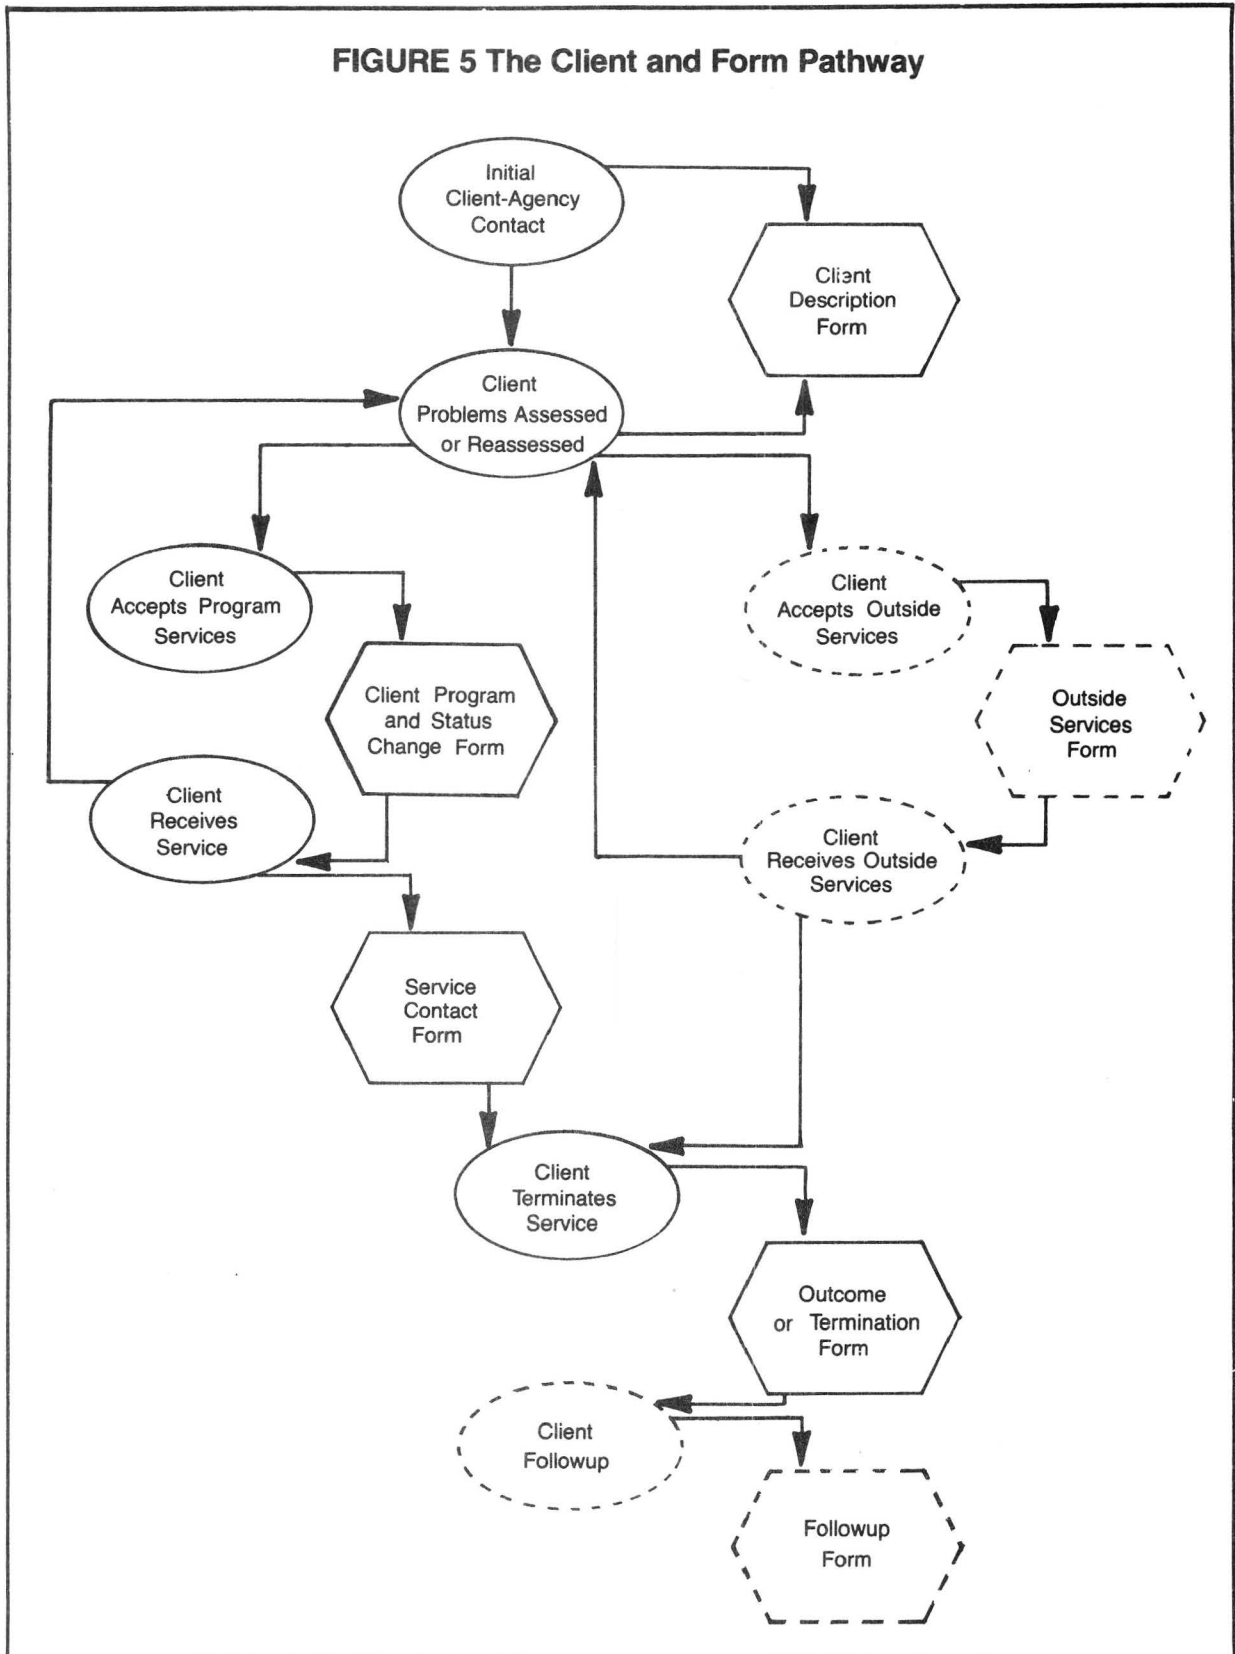 FIGURE 5 The Client and Form Pathway
Initial
Client-Agency
Contact
Client
Description
Form
Client
Problems Assessed
or Reassessed
Client
Accepts Program
Services
Client
Accepts Outside
Services
Client Program
and Status
Change Form
Outside
Services
Form
Client
Receives
Service
Client
Receives Outside
Services
Service
Contact
Form
Client
Terminates
Service
Outcome
or Termination
Form
Client
Followup
Followup
Form